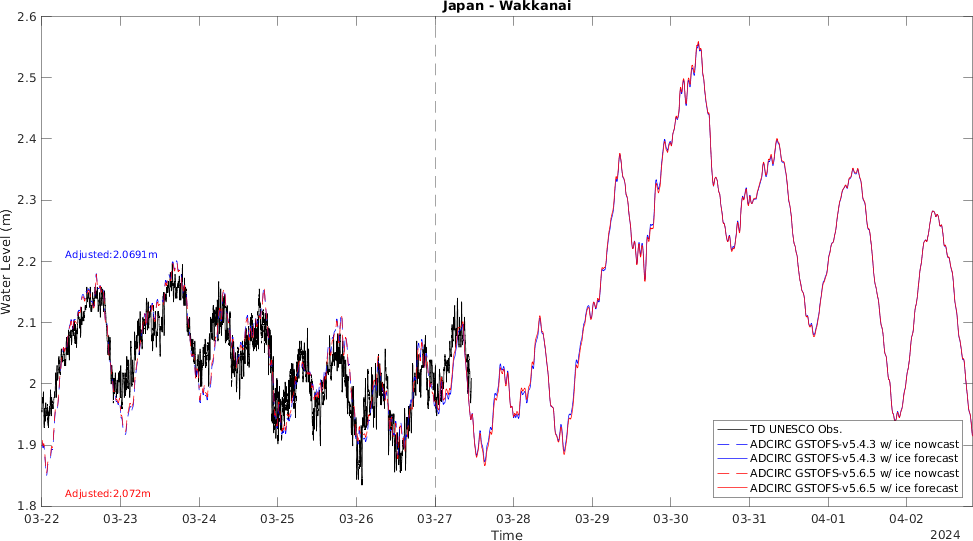 Japan - Wakkanai
2.6
2.5
2.4
2.3
2.2
2.1
2
1.9
1.8
Water Level (m)
Adjusted:2.0691m
Adjusted:2.072m
TD UNESCO Obs.
ADCIRC GSTOFS-v5.4.3 w/ ice nowcast
ADCIRC GSTOFS-v5.4.3 w/ ice forecast
ADCIRC GSTOFS-v5.6.5 w/ ice nowcast
ADCIRC GSTOFS-v5.6.5 w/ ice forecast
03-22 03-23 03-24 03-25 03-26 03-27 03-28 03-29 03-30 03-31 04-01 04-02
Time
2024